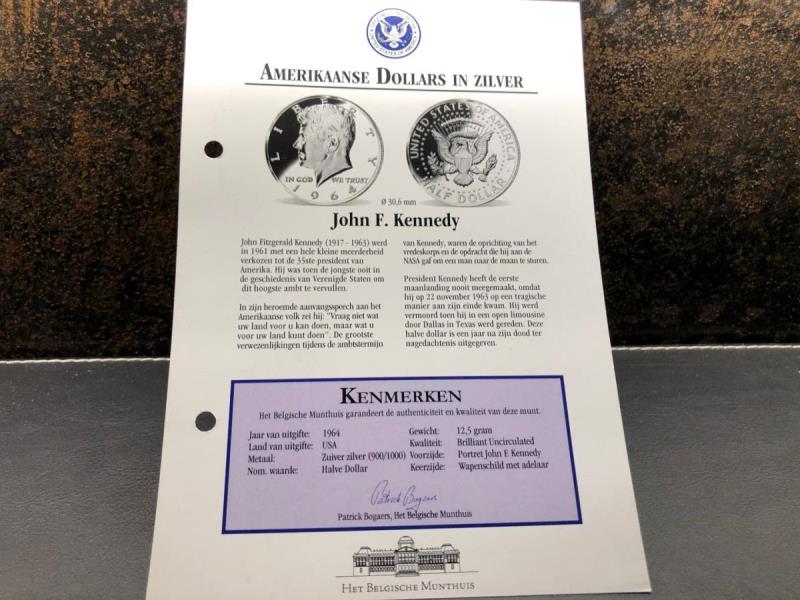 AMERIKAANSE DOLLARS IN ZILVER
LIBERTY
IN GOD WE TRUST
1964
UNITED STATES OF AMERICA
HALF DOLLAR
Ø 30,6 mm
John F. Kennedy
John Fitzgerald Kennedy (1917 - 1963) werd
in 1961 met een hele kleine meerderheid
verkozen tot de 35ste president van
Amerika. Hij was toen de jongste ooit in
de geschiedenis van Verenigde Staten om
dit hoogste ambt te vervullen.
In zijn beroemde aanvangsspeech aan het
Amerikaanse volk zei hij: "Vraag niet wat
uw land voor u kan doen, maar wat u
voor uw land kunt doen". De grootste
verwezenlijkingen tijdens de ambtstermijn
van Kennedy, waren de oprichting van het
vredeskorps en de opdracht die hij aan de
NASA gaf om een man naar de maan te sturen.
President Kennedy heeft de eerste
maanlanding nooit meegemaakt, omdat
hij op 22 november 1963 op een tragische
manier aan zijn einde kwam. Hij werd
vermoord toen hij in een open limousine
door Dallas in Texas werd gereden. Deze
halve dollar is een jaar na zijn dood ter
nagedachtenis uitgegeven.
KENMERKEN
Het Belgische Munthuis garandeert de authenticiteit en kwaliteit van deze munt.
Jaar van uitgifte: 1964 Gewicht: 12,5 gram
Land van uitgifte: USA Kwaliteit: Brilliant Uncirculated
Metaal: Zuiver zilver (900/1000) Voorzijde: Portret John F. Kennedy
Nom. waarde: Halve Dollar Keerzijde: Wapenschild met adelaar
Patrick Bogaers
Patrick Bogaers, Het Belgische Munthuis
HET BELGISCHE MUNTHUIS